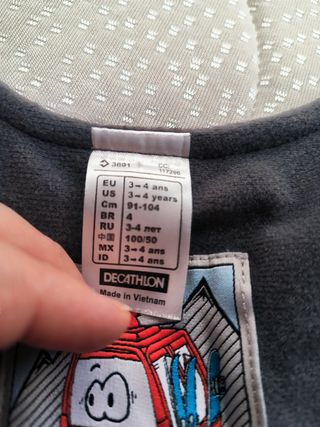 3691 CC:
117296
EU 3→4 ans
US 3→4 years
Cm 91-104
BR 4
RU 3-4 лет
中国 100/50
MX 3→4 ans
ID 3→4 ans
DECATHLON
Made in Vietnam